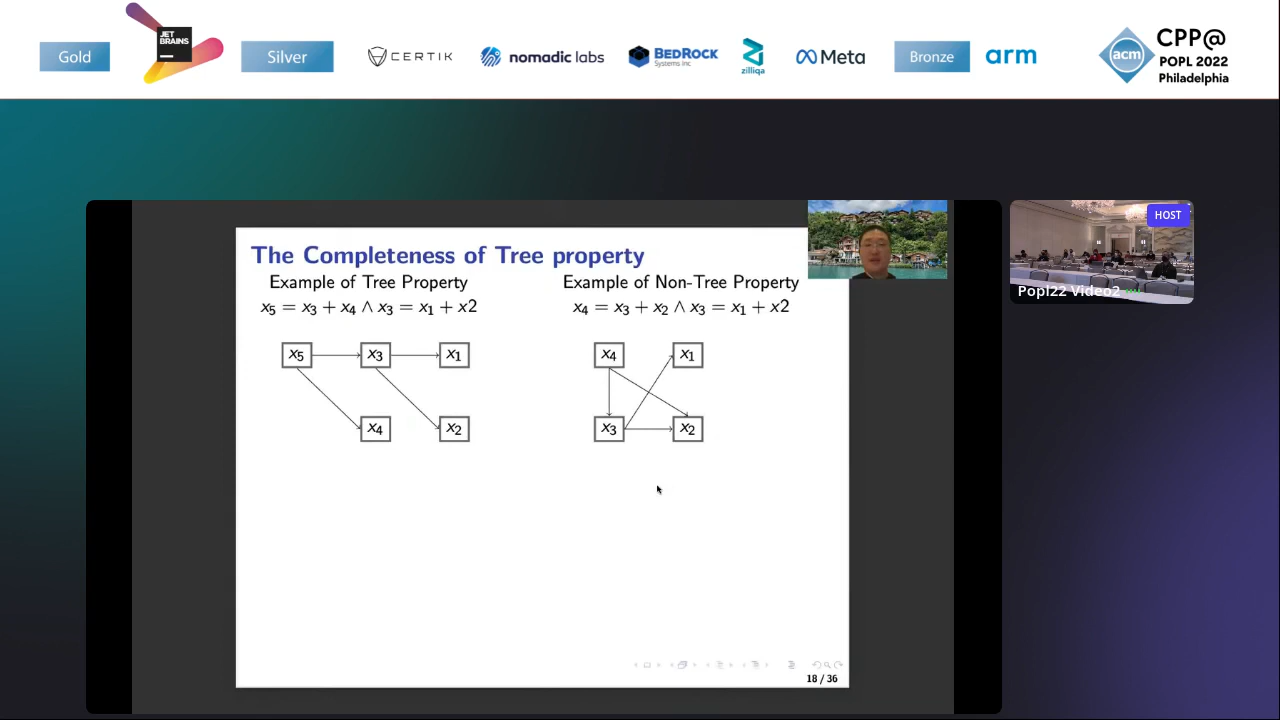 Gold
JET BRAINS
Silver
CERTIK
nomadic labs
BEDROCK
Systems Inc
zilliqa
Meta
Bronze
arm
acm
CPP@
POPL 2022
Philadelphia
HOST
Popl22 Video2
The Completeness of Tree property
Example of Tree Property
x₅ = x₃ + x₄ ∧ x₃ = x₁ + x2
x₅
x₃
x₁
x₄
x₂
Example of Non-Tree Property
x₄ = x₃ + x₂ ∧ x₃ = x₁ + x2
x₄
x₁
x₃
x₂
18 / 36